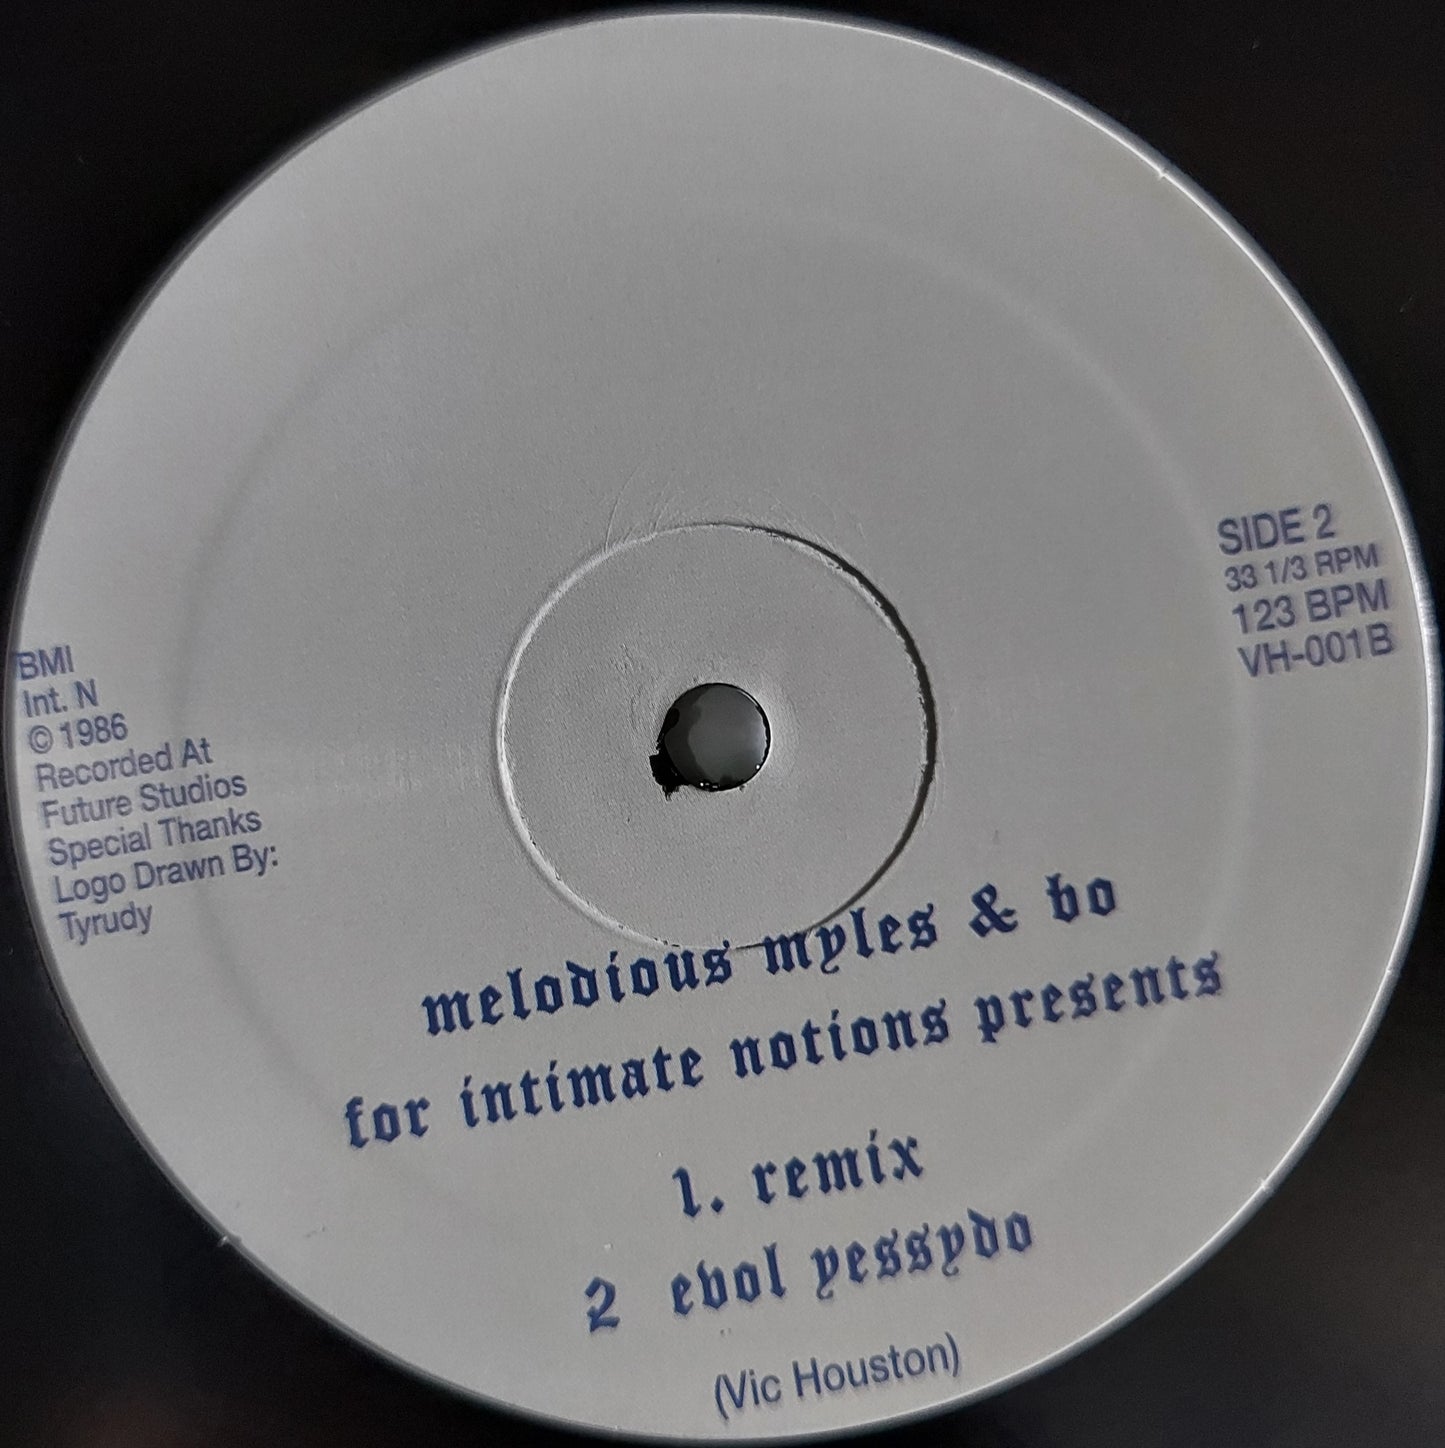 BMI
Int. N
© 1986
Recorded At
Future Studios
Special Thanks
Logo Drawn By:
Tyrudy
SIDE 2
33 1/3 RPM
123 BPM
VH-001B
melodious myles & bo
for intimate notions presents
1. remix
2 evol yessydo
(Vic Houston)